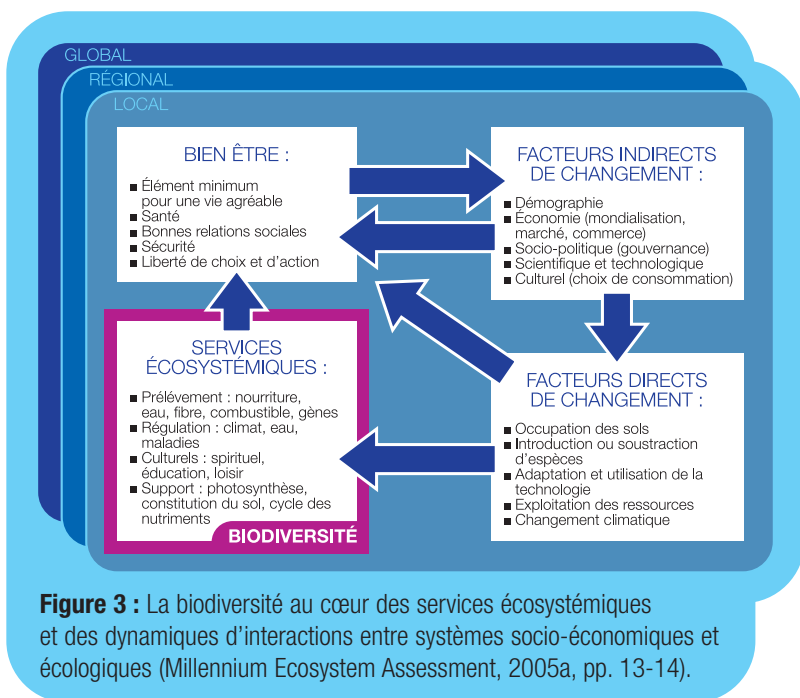 GLOBAL
RÉGIONAL
LOCAL
BIEN ÊTRE :
■ Élément minimum
pour une vie agréable
■ Santé
■ Bonnes relations sociales
■ Sécurité
■ Liberté de choix et d'action
FACTEURS INDIRECTS
DE CHANGEMENT :
■ Démographie
■ Économie (mondialisation,
marché, commerce)
■ Socio-politique (gouvernance)
■ Scientifique et technologique
■ Culturel (choix de consommation)
SERVICES
ÉCOSYSTÉMIQUES :
■ Prélévement : nourriture,
eau, fibre, combustible, gènes
■ Régulation : climat, eau,
maladies
■ Culturels : spirituel,
éducation, loisir
■ Support : photosynthèse,
constitution du sol, cycle des
nutriments
BIODIVERSITÉ
FACTEURS DIRECTS
DE CHANGEMENT :
■ Occupation des sols
■ Introduction ou soustraction
d'espèces
■ Adaptation et utilisation de la
technologie
■ Exploitation des ressources
■ Changement climatique
Figure 3 : La biodiversité au cœur des services écosystémiques
et des dynamiques d'interactions entre systèmes socio-économiques et
écologiques (Millennium Ecosystem Assessment, 2005a, pp. 13-14).